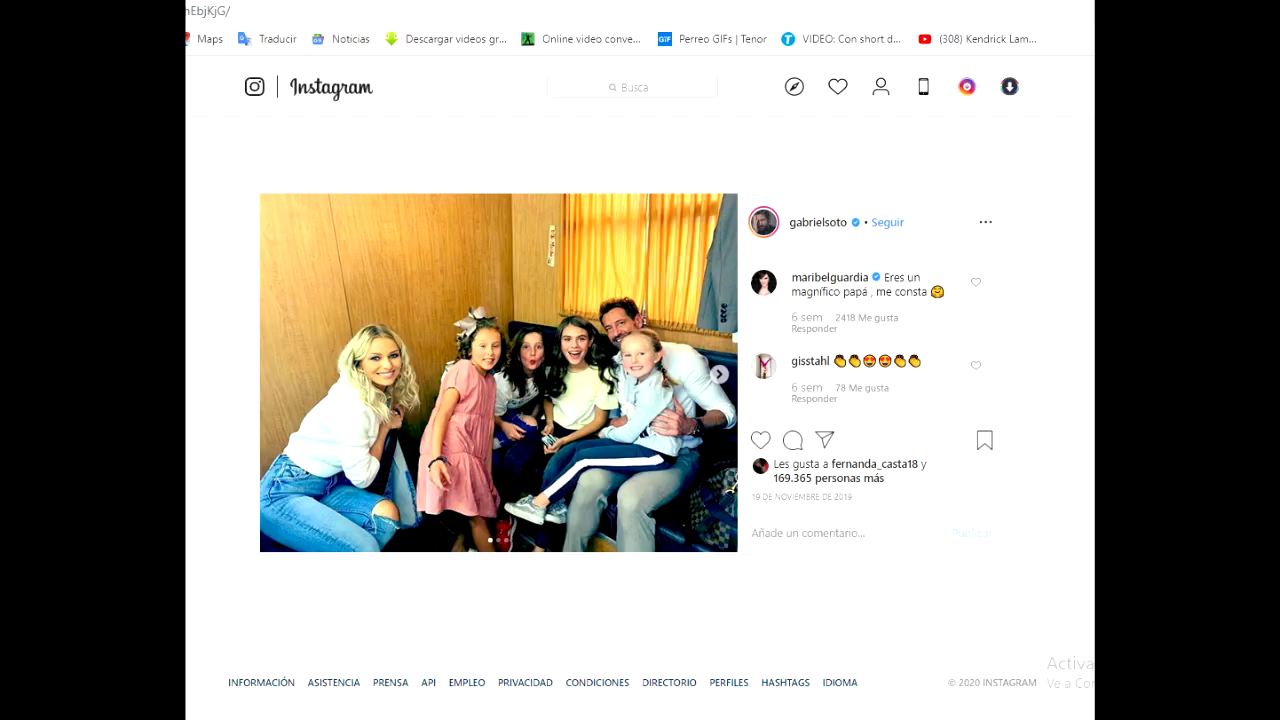 nEbjKjG/
Maps Traducir Noticias Descargar videos gr... Online video conve... GIF Perreo GIFs | Tenor T VIDEO: Con short d... (308) Kendrick Lam...
Instagram Busca
gabrielsoto • Seguir
maribelguardia Eres un
magnífico papá , me consta 🤗
6 sem 2418 Me gusta
Responder
gisstahl 👏👏😍😍👏👏
6 sem 78 Me gusta
Responder
Les gusta a fernanda_casta18 y
169.365 personas más
19 DE NOVIEMBRE DE 2019
Añade un comentario... Publicar
Activa
Ve a Con
INFORMACIÓN ASISTENCIA PRENSA API EMPLEO PRIVACIDAD CONDICIONES DIRECTORIO PERFILES HASHTAGS IDIOMA © 2020 INSTAGRAM